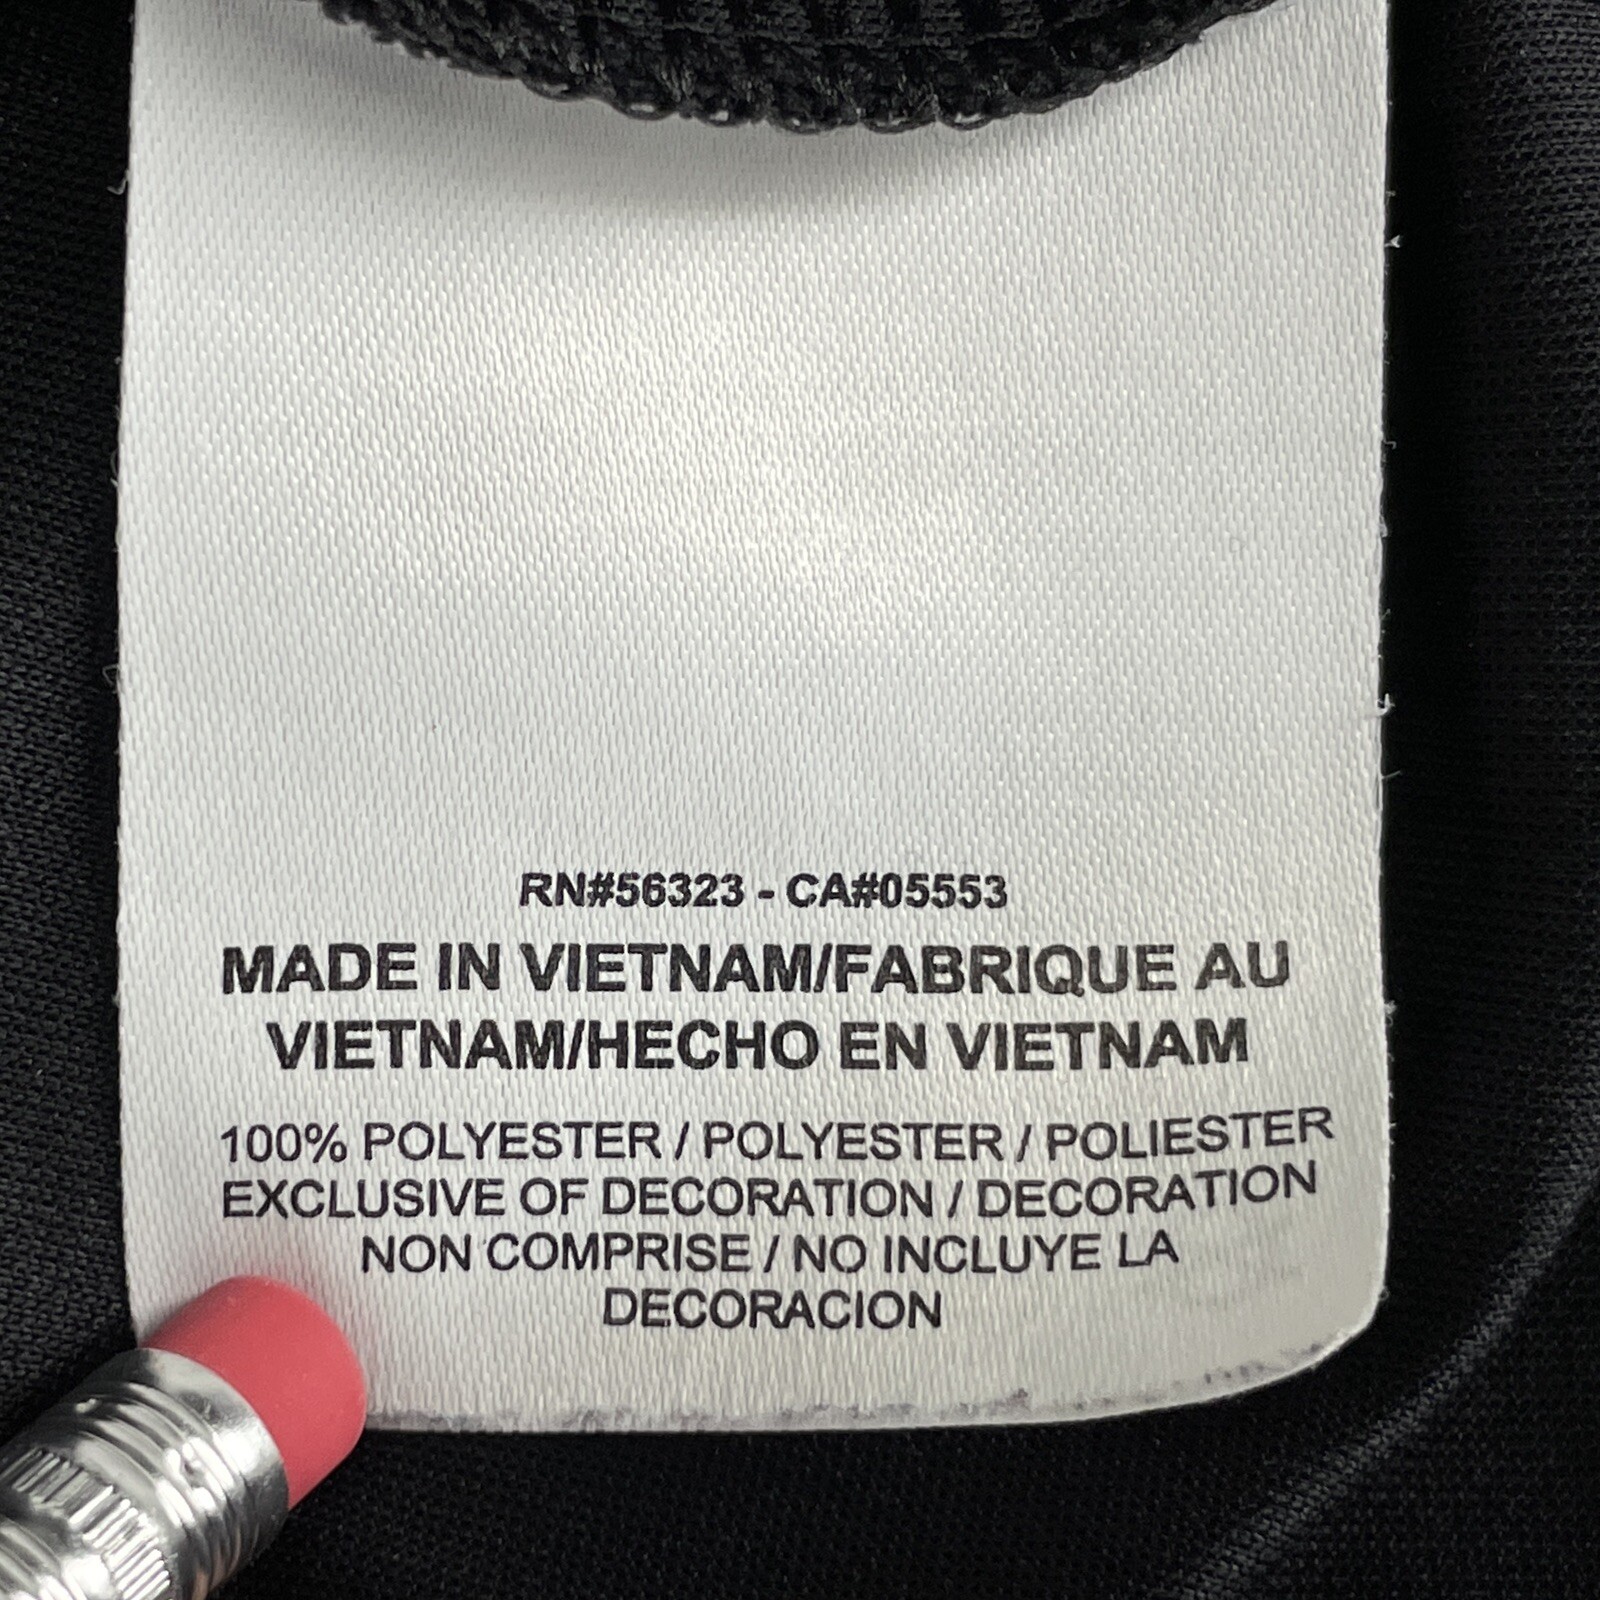 RN#56323 - CA#05553
MADE IN VIETNAM/FABRIQUE AU
VIETNAM/HECHO EN VIETNAM
100% POLYESTER / POLYESTER / POLIESTER
EXCLUSIVE OF DECORATION / DECORATION
NON COMPRISE / NO INCLUYE LA
DECORACION